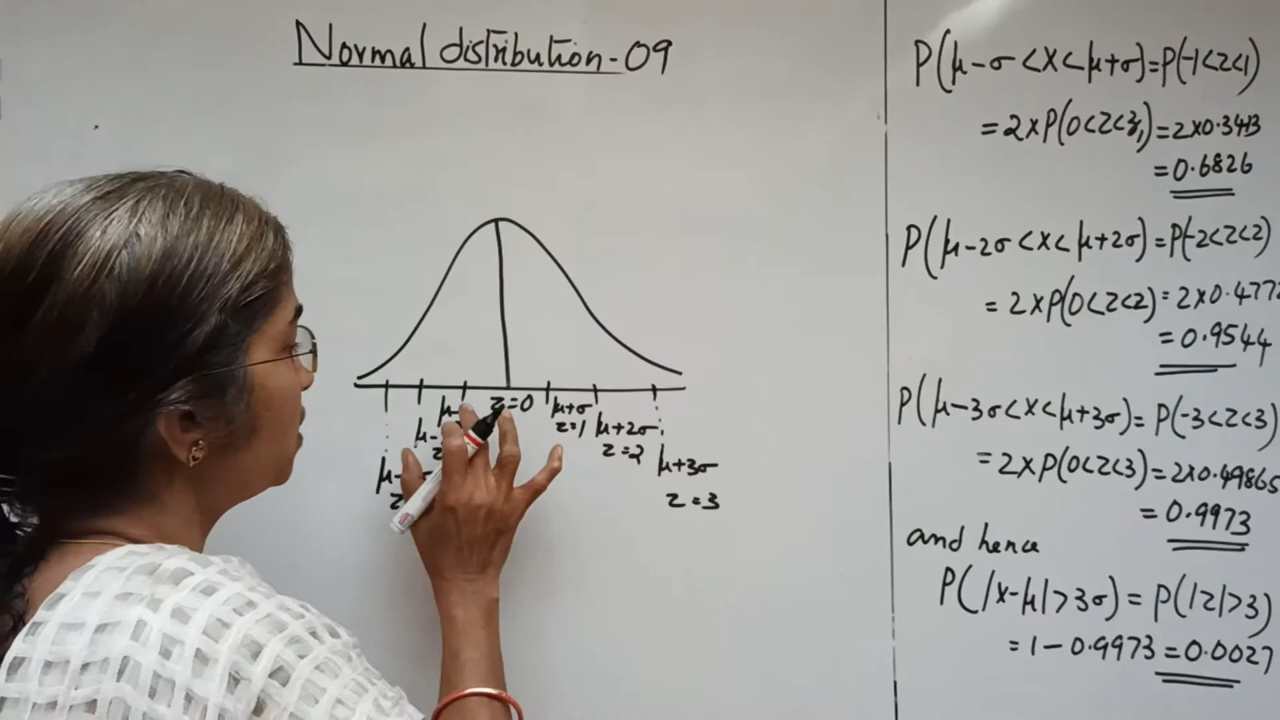 Normal distribution-09
z=0
μ+σ
z=1
μ+2σ
z=2
μ+3σ
z=3
P(μ-σ<X<μ+σ)=P(-1<Z<1)
=2×P(0<Z<z₁)=2×0.3413
=0.6826
P(μ-2σ<X<μ+2σ)=P(-2<Z<2)
=2×P(0<Z<2)=2×0.477
=0.9544
P(μ-3σ<X<μ+3σ)=P(-3<Z<3)
=2×P(0<Z<3)=2×0.49865
=0.9973
and hence
P(|X-μ|>3σ)=P(|Z|>3)
=1-0.9973=0.0027